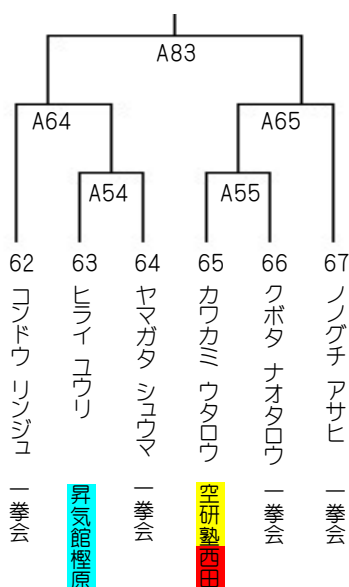 A83
A64
A65
A54
A55
62 コンドウ リンジュ 一拳会
63 ヒライ ユウリ 昇気館樫原
64 ヤマガタ シュウマ 一拳会
65 カワカミ ウタロウ 空研塾西田
66 クボタ ナオタロウ 一拳会
67 ノノグチ アサヒ 一拳会